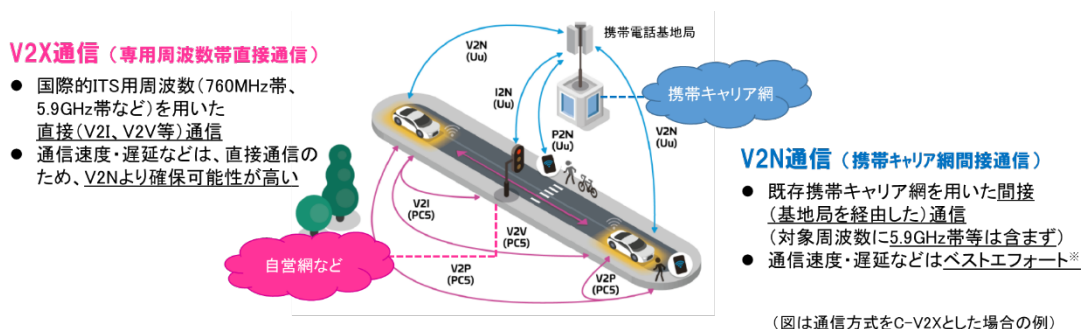 V2X通信（専用周波数帯直接通信）
● 国際的ITS用周波数（760MHz帯、
5.9GHz帯など）を用いた
直接（V2I、V2V等）通信
● 通信速度・遅延などは、直接通信の
ため、V2Nより確保可能性が高い
携帯電話基地局
V2N
(Uu)
I2N
(Uu)
P2N
(Uu)
V2N
(Uu)
携帯キャリア網
V2I
(PC5)
V2V
(PC5)
V2P
(PC5)
V2P
(PC5)
自営網など
V2N通信（携帯キャリア網間接通信）
● 既存携帯キャリア網を用いた間接
（基地局を経由した）通信
（対象周波数に5.9GHz帯等は含まず）
● 通信速度・遅延などはベストエフォート※
（図は通信方式をC-V2Xとした場合の例）